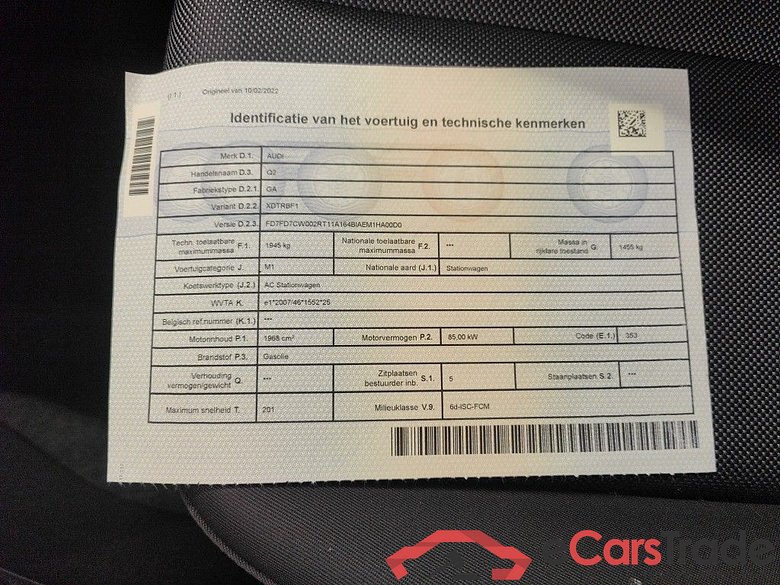 (1.1.) Origineel van 10/02/2022
Identificatie van het voertuig en technische kenmerken
Merk D.1. AUDI
Handelsnaam D.3. Q2
Fabriekstype D.2.1. GA
Variant D.2.2. XDTRBF1
Versie D.2.3. FD7FD7CW002RT11A164BIAEM1HA00D0
Techn. toelaatbare maximummassa F.1. 1945 kg Nationale toelaatbare maximummassa F.2. --- Massa in rijklare toestand G. 1455 kg
Voertuigcategorie J. M1 Nationale aard (J.1.) Stationwagen
Koetswerktype (J.2.) AC Stationwagen
WVTA K. e1*2007/46*1552*25
Belgisch ref.nummer (K.1.) ---
Motorinhoud P.1. 1968 cm³ Motorvermogen P.2. 85,00 kW Code (E.1.) 353
Brandstof P.3. Gasolie
Verhouding vermogen/gewicht Q. --- Zitplaatsen bestuurder inb. S.1. 5 Staanplaatsen S.2. ---
Maximum snelheid T. 201 Milieuklasse V.9. 6d-ISC-FCM
eCarsTrade